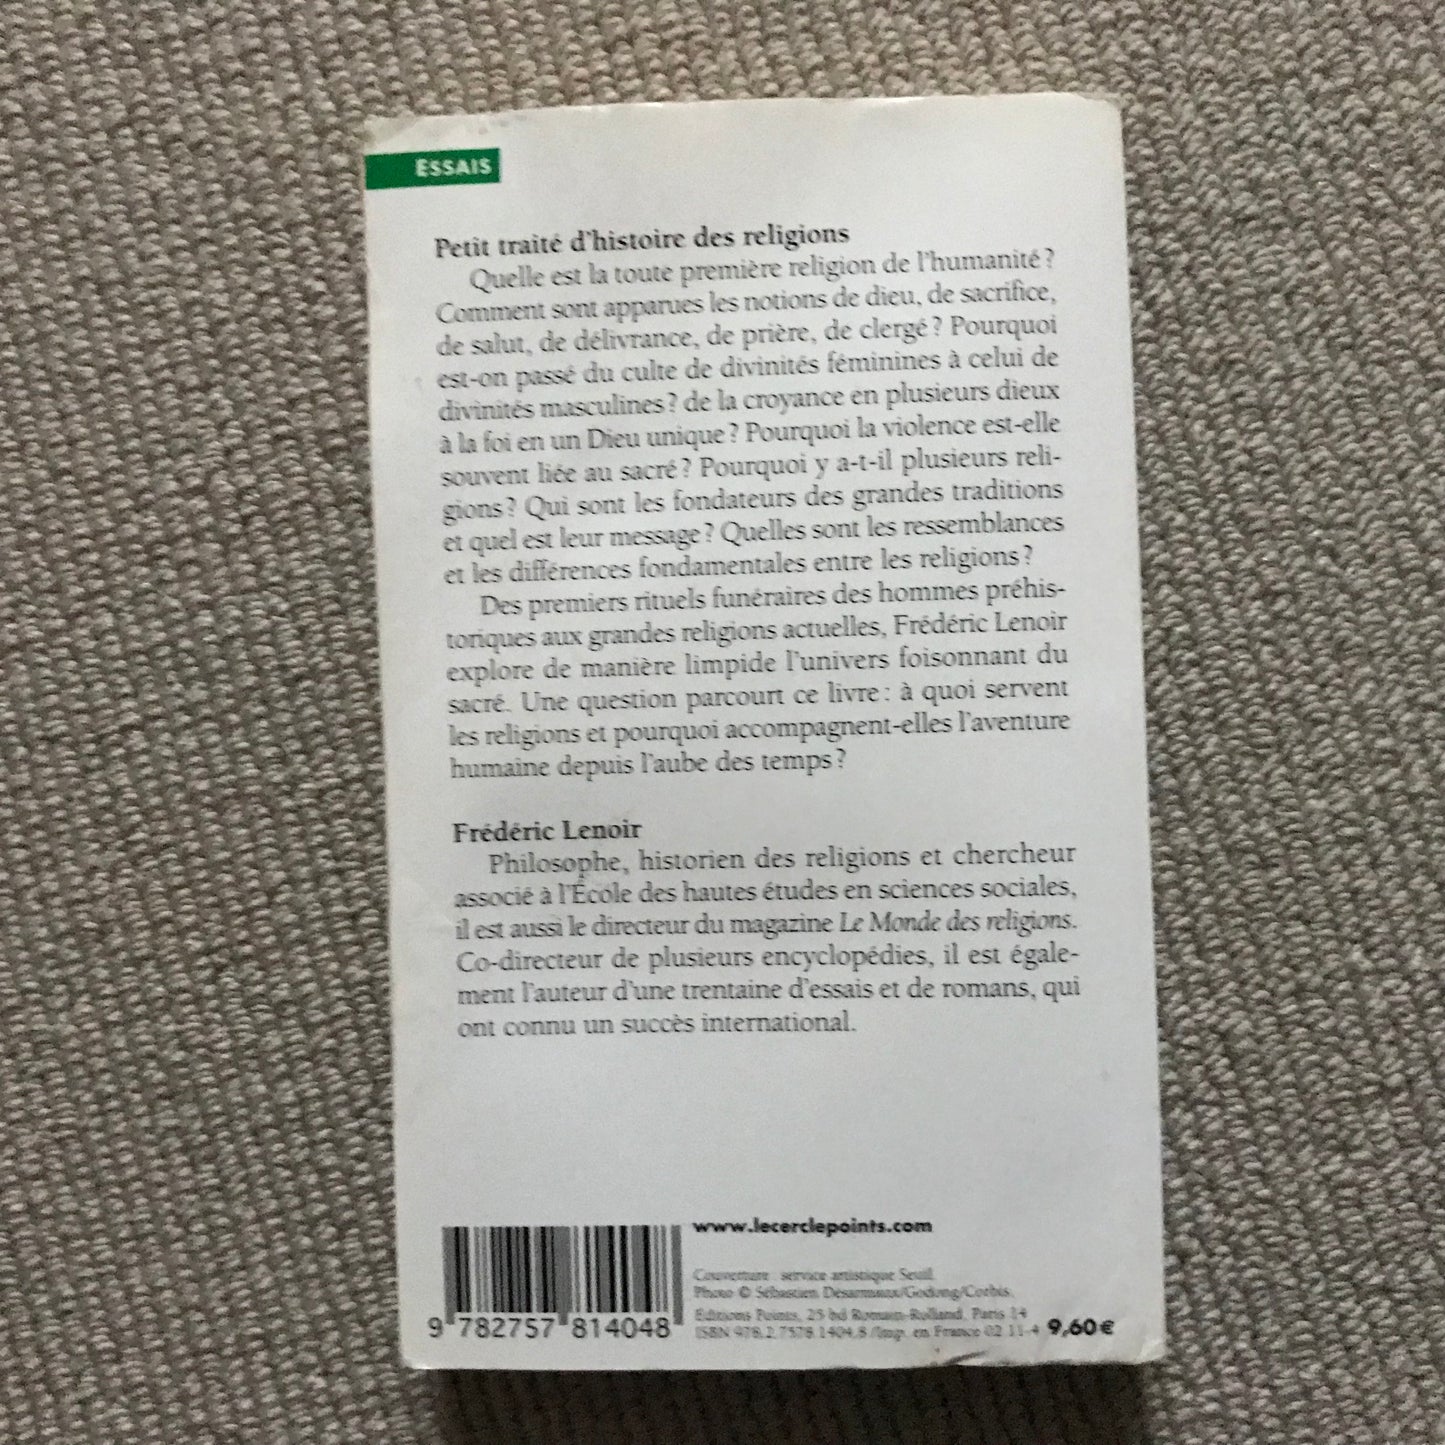 ESSAIS
Petit traité d'histoire des religions
Quelle est la toute première religion de l'humanité ?
Comment sont apparues les notions de dieu, de sacrifice,
de salut, de délivrance, de prière, de clergé ? Pourquoi
est-on passé du culte de divinités féminines à celui de
divinités masculines ? de la croyance en plusieurs dieux
à la foi en un Dieu unique ? Pourquoi la violence est-elle
souvent liée au sacré ? Pourquoi y a-t-il plusieurs reli-
gions ? Qui sont les fondateurs des grandes traditions
et quel est leur message ? Quelles sont les ressemblances
et les différences fondamentales entre les religions ?
Des premiers rituels funéraires des hommes préhis-
toriques aux grandes religions actuelles, Frédéric Lenoir
explore de manière limpide l'univers foisonnant du
sacré. Une question parcourt ce livre : à quoi servent
les religions et pourquoi accompagnent-elles l'aventure
humaine depuis l'aube des temps ?
Frédéric Lenoir
Philosophe, historien des religions et chercheur
associé à l'École des hautes études en sciences sociales,
il est aussi le directeur du magazine Le Monde des religions.
Co-directeur de plusieurs encyclopédies, il est égale-
ment l'auteur d'une trentaine d'essais et de romans, qui
ont connu un succès international.
www.lecerclepoints.com
Couverture : service artistique Seuil
Photo © Sébastien Désarmaux/Godong/Corbis.
Éditions Points, 25 bd Romain-Rolland, Paris 14
ISBN 978.2.7578.1404.8 /Imp. en France 02.11-4 9,60 €
9 782757 814048